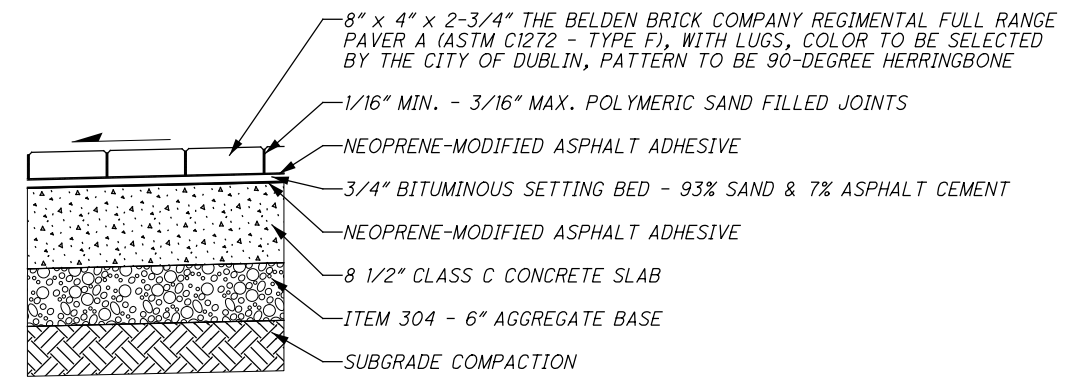 8" x 4" x 2-3/4" THE BELDEN BRICK COMPANY REGIMENTAL FULL RANGE
PAVER A (ASTM C1272 - TYPE F), WITH LUGS, COLOR TO BE SELECTED
BY THE CITY OF DUBLIN, PATTERN TO BE 90-DEGREE HERRINGBONE
1/16" MIN. - 3/16" MAX. POLYMERIC SAND FILLED JOINTS
NEOPRENE-MODIFIED ASPHALT ADHESIVE
3/4" BITUMINOUS SETTING BED - 93% SAND & 7% ASPHALT CEMENT
NEOPRENE-MODIFIED ASPHALT ADHESIVE
8 1/2" CLASS C CONCRETE SLAB
ITEM 304 - 6" AGGREGATE BASE
SUBGRADE COMPACTION